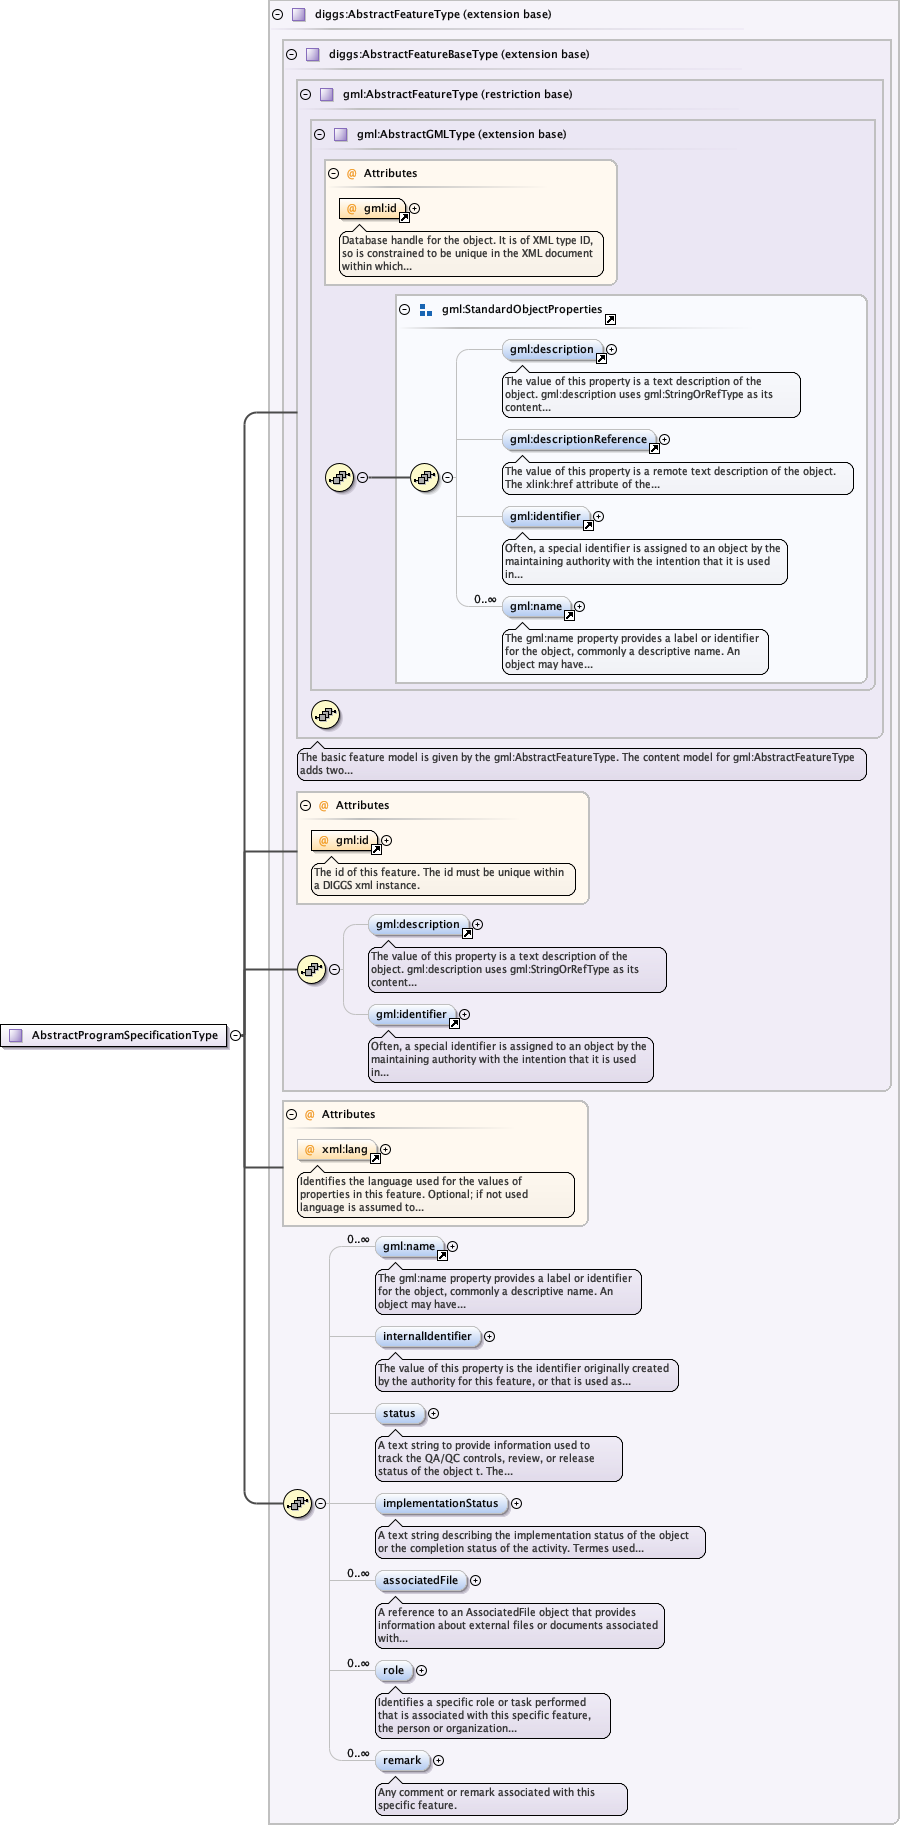 diggs:AbstractFeatureType (extension base)
diggs:AbstractFeatureBaseType (extension base)
gml:AbstractFeatureType (restriction base)
gml:AbstractGMLType (extension base)
@ Attributes
@ gml:id
Database handle for the object. It is of XML type ID,
so is constrained to be unique in the XML document
within which...
gml:StandardObjectProperties
gml:description
The value of this property is a text description of the
object. gml:description uses gml:StringOrRefType as its
content...
gml:descriptionReference
The value of this property is a remote text description of the object.
The xlink:href attribute of the...
gml:identifier
Often, a special identifier is assigned to an object by the
maintaining authority with the intention that it is used
in...
0..∞
gml:name
The gml:name property provides a label or identifier
for the object, commonly a descriptive name. An
object may have...
The basic feature model is given by the gml:AbstractFeatureType. The content model for gml:AbstractFeatureType
adds two...
@ Attributes
@ gml:id
The id of this feature. The id must be unique within
a DIGGS xml instance.
gml:description
The value of this property is a text description of the
object. gml:description uses gml:StringOrRefType as its
content...
gml:identifier
Often, a special identifier is assigned to an object by the
maintaining authority with the intention that it is used
in...
AbstractProgramSpecificationType
@ Attributes
@ xml:lang
Identifies the language used for the values of
properties in this feature. Optional; if not used
language is assumed to...
0..∞
gml:name
The gml:name property provides a label or identifier
for the object, commonly a descriptive name. An
object may have...
internalIdentifier
The value of this property is the identifier originally created
by the authority for this feature, or that is used as...
status
A text string to provide information used to
track the QA/QC controls, review, or release
status of the object t. The...
implementationStatus
A text string describing the implementation status of the object
or the completion status of the activity. Termes used...
0..∞
associatedFile
A reference to an AssociatedFile object that provides
information about external files or documents associated
with...
0..∞
role
Identifies a specific role or task performed
that is associated with this specific feature,
the person or organization...
0..∞
remark
Any comment or remark associated with this
specific feature.